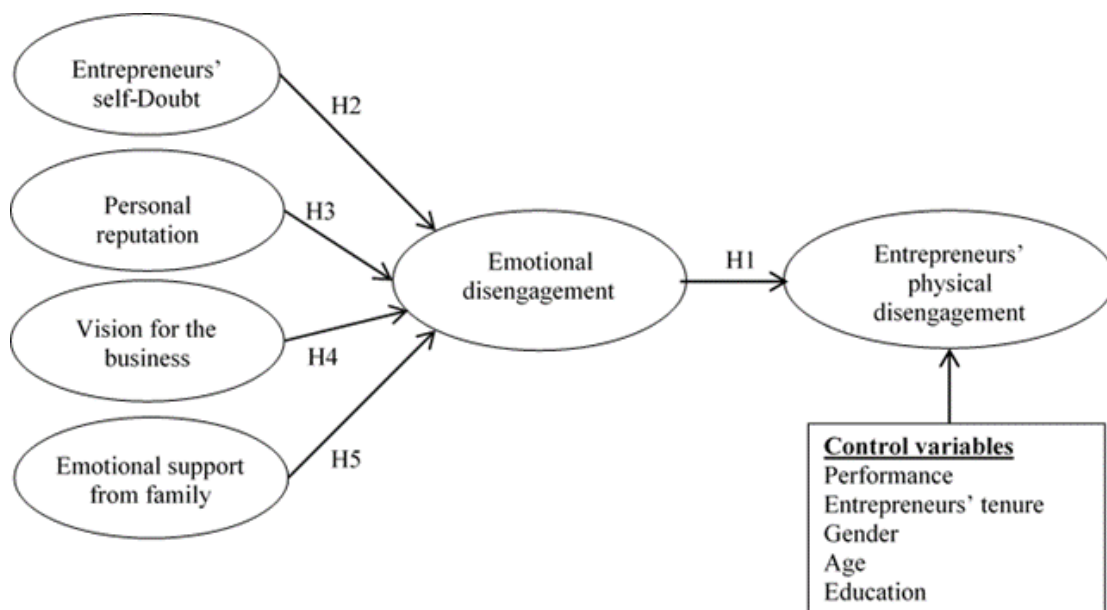 Entrepreneurs’
self-Doubt
H2
Personal
reputation
H3
Vision for the
business
H4
Emotional support
from family
H5
Emotional
disengagement
H1
Entrepreneurs’
physical
disengagement
Control variables
Performance
Entrepreneurs’ tenure
Gender
Age
Education